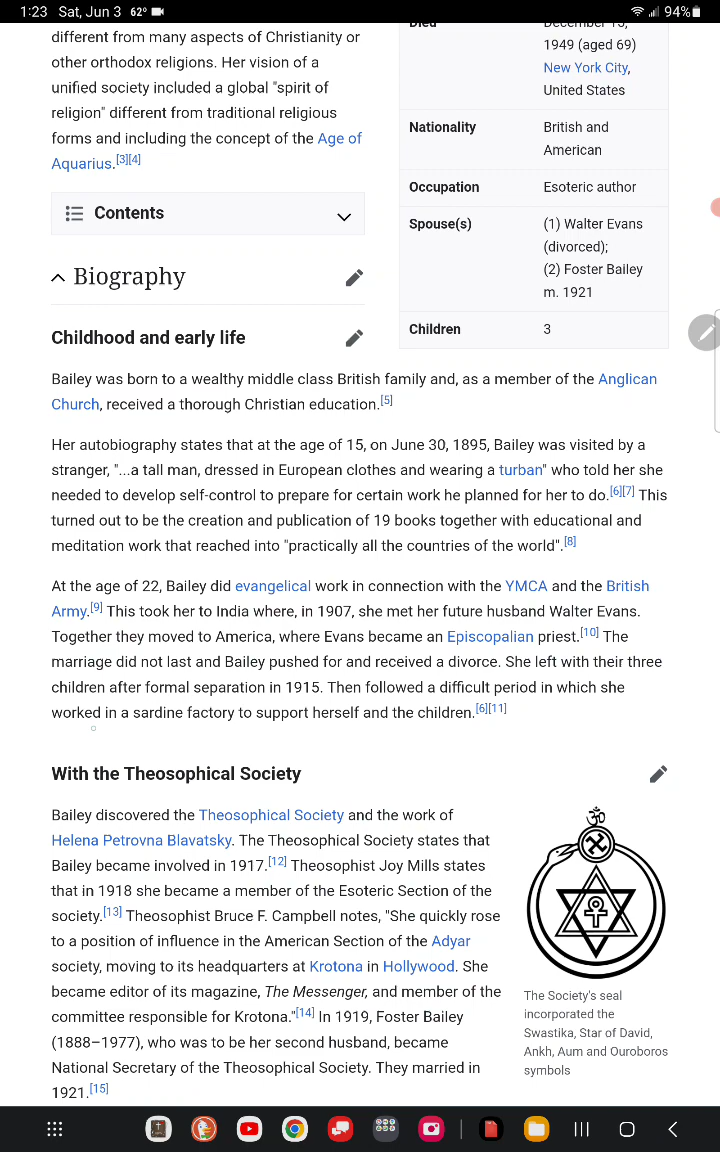 1:23 Sat, Jun 3 62° 94%
different from many aspects of Christianity or
other orthodox religions. Her vision of a
unified society included a global "spirit of
religion" different from traditional religious
forms and including the concept of the Age of
Aquarius.[3][4]
Died December 15,
1949 (aged 69)
New York City,
United States
Nationality British and
American
Occupation Esoteric author
Spouse(s) (1) Walter Evans
(divorced);
(2) Foster Bailey
m. 1921
Children 3
Contents
Biography
Childhood and early life
Bailey was born to a wealthy middle class British family and, as a member of the Anglican
Church, received a thorough Christian education.[5]
Her autobiography states that at the age of 15, on June 30, 1895, Bailey was visited by a
stranger, "...a tall man, dressed in European clothes and wearing a turban" who told her she
needed to develop self-control to prepare for certain work he planned for her to do.[6][7] This
turned out to be the creation and publication of 19 books together with educational and
meditation work that reached into "practically all the countries of the world".[8]
At the age of 22, Bailey did evangelical work in connection with the YMCA and the British
Army.[9] This took her to India where, in 1907, she met her future husband Walter Evans.
Together they moved to America, where Evans became an Episcopalian priest.[10] The
marriage did not last and Bailey pushed for and received a divorce. She left with their three
children after formal separation in 1915. Then followed a difficult period in which she
worked in a sardine factory to support herself and the children.[6][11]
With the Theosophical Society
Bailey discovered the Theosophical Society and the work of
Helena Petrovna Blavatsky. The Theosophical Society states that
Bailey became involved in 1917.[12] Theosophist Joy Mills states
that in 1918 she became a member of the Esoteric Section of the
society.[13] Theosophist Bruce F. Campbell notes, "She quickly rose
to a position of influence in the American Section of the Adyar
society, moving to its headquarters at Krotona in Hollywood. She
became editor of its magazine, The Messenger, and member of the
committee responsible for Krotona."[14] In 1919, Foster Bailey
(1888–1977), who was to be her second husband, became
National Secretary of the Theosophical Society. They married in
1921.[15]
ॐ
The Society's seal
incorporated the
Swastika, Star of David,
Ankh, Aum and Ouroboros
symbols